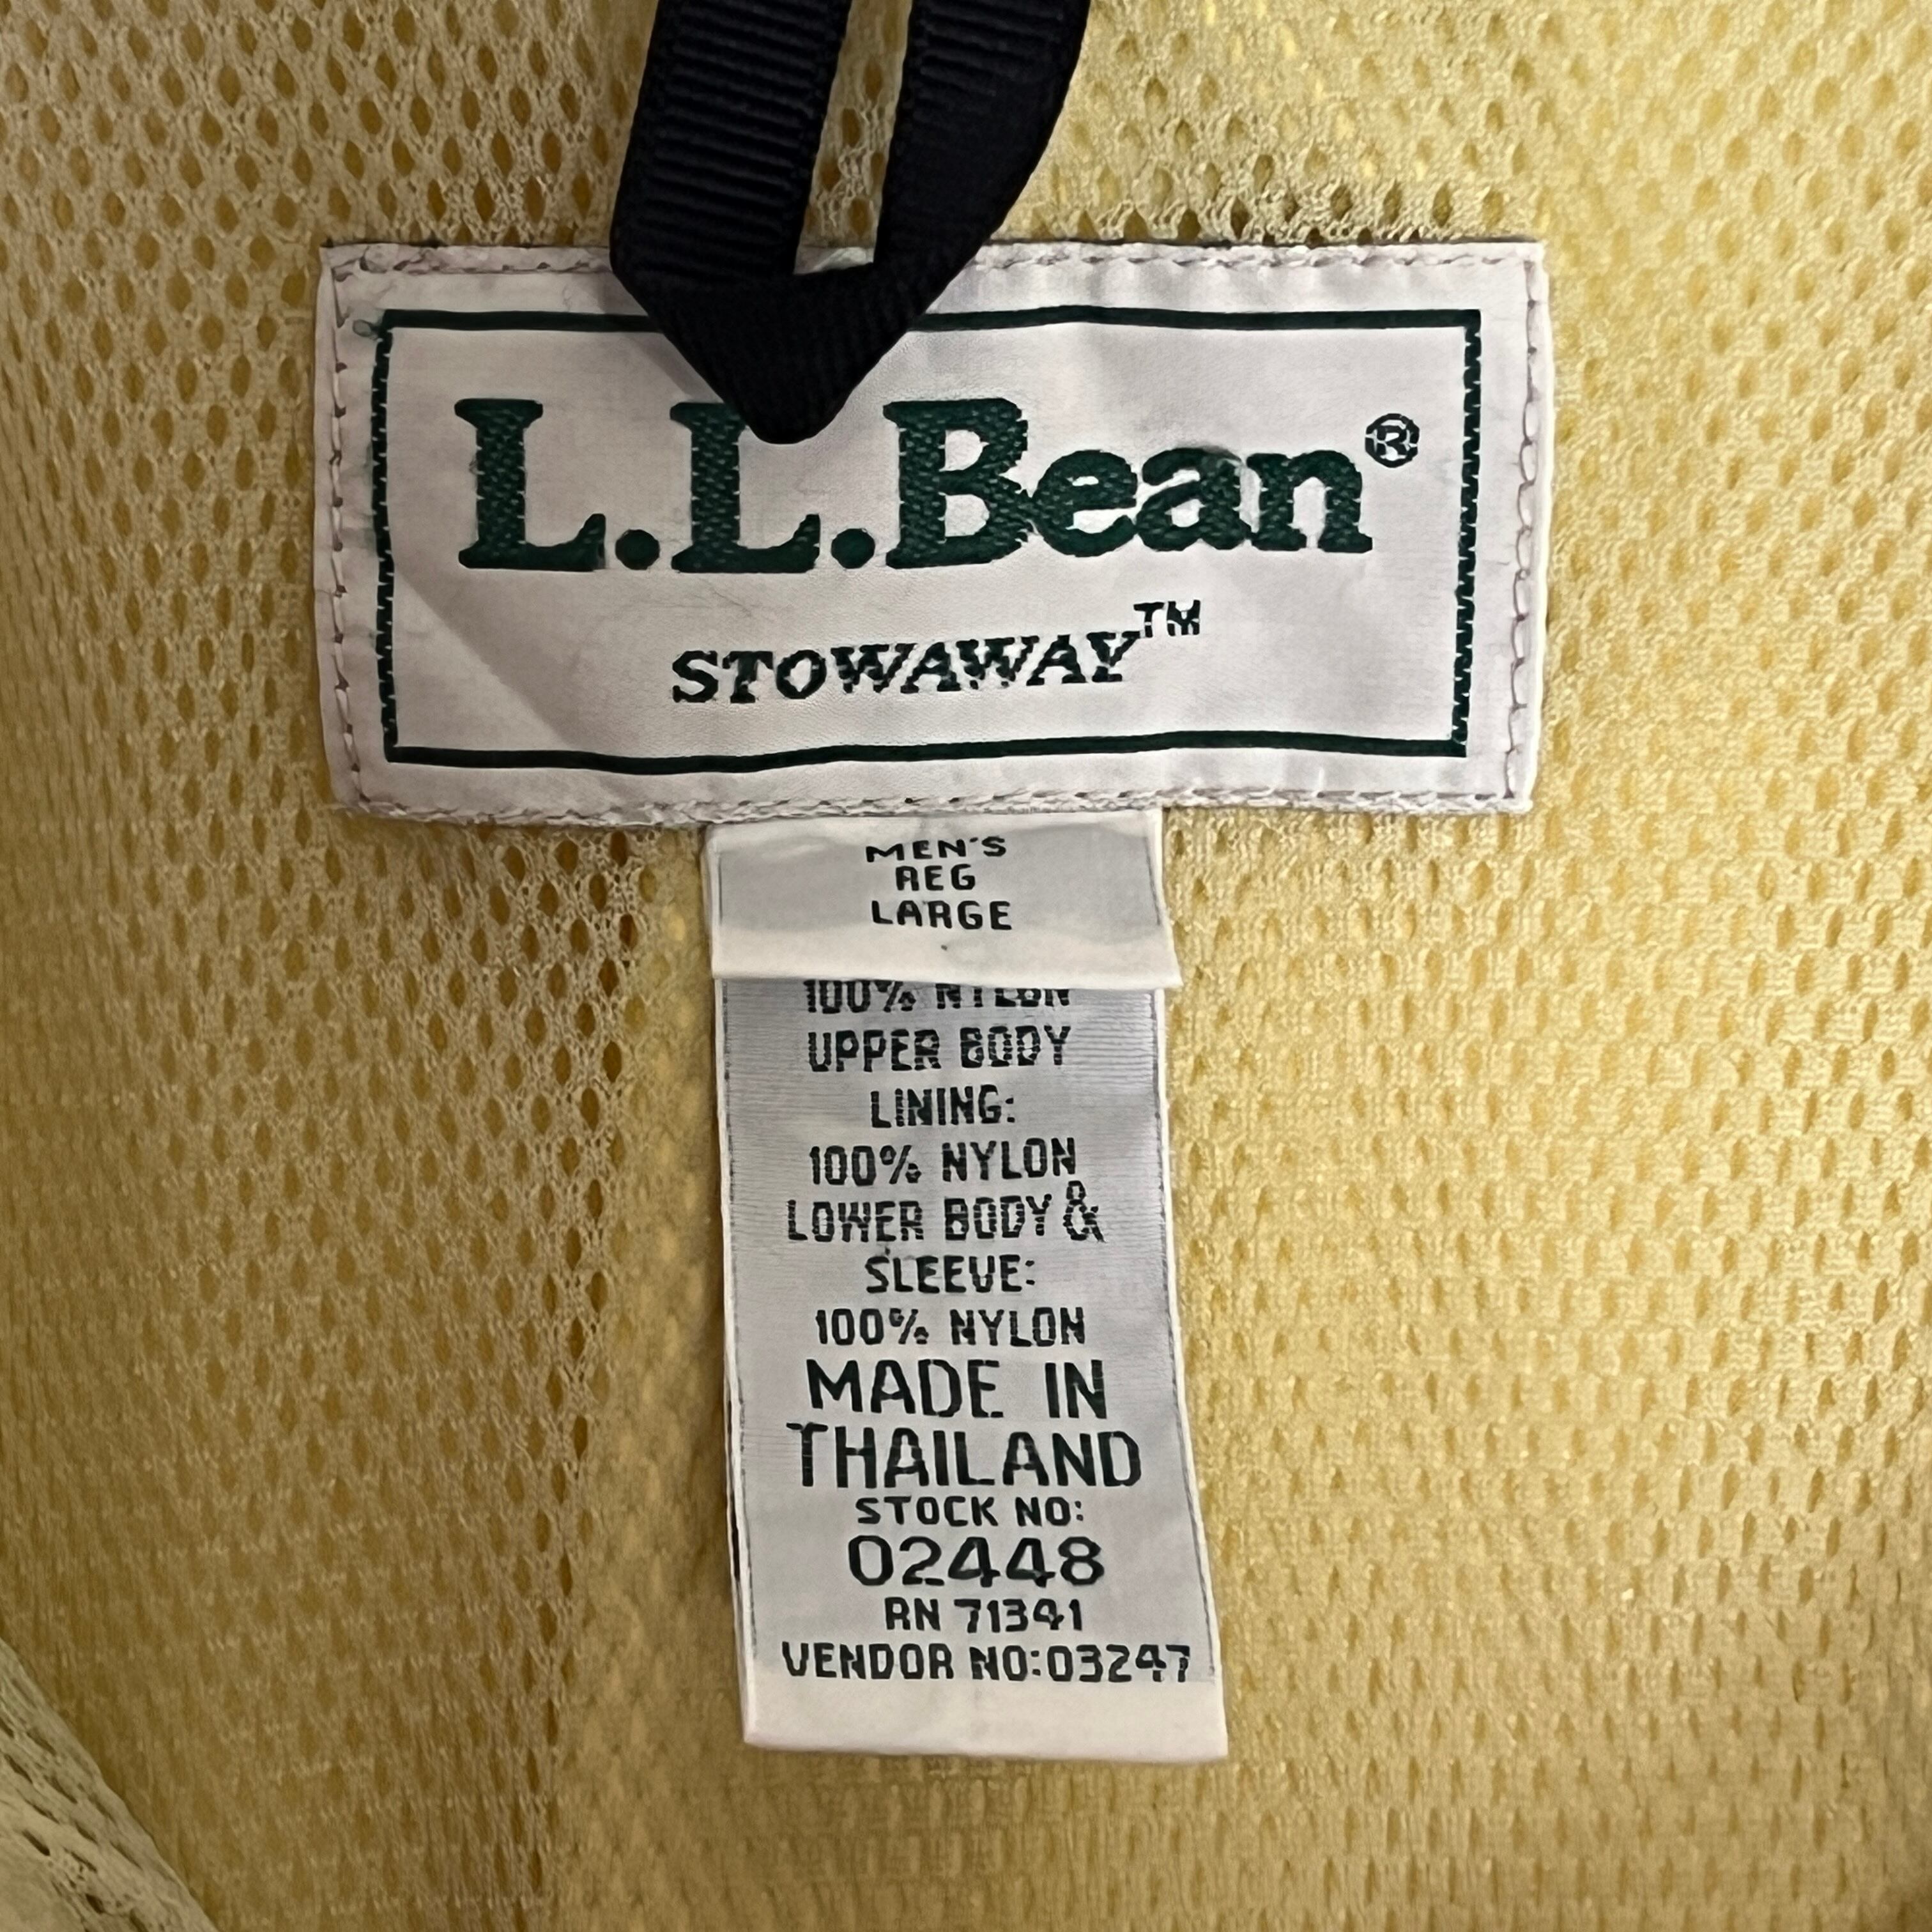 L.L.Bean®
STOWAWAY™
MEN'S
REG
LARGE
100% NYLON
UPPER BODY
LINING:
100% NYLON
LOWER BODY &
SLEEVE:
100% NYLON
MADE IN
THAILAND
STOCK NO:
02448
RN 71341
VENDOR NO:03247